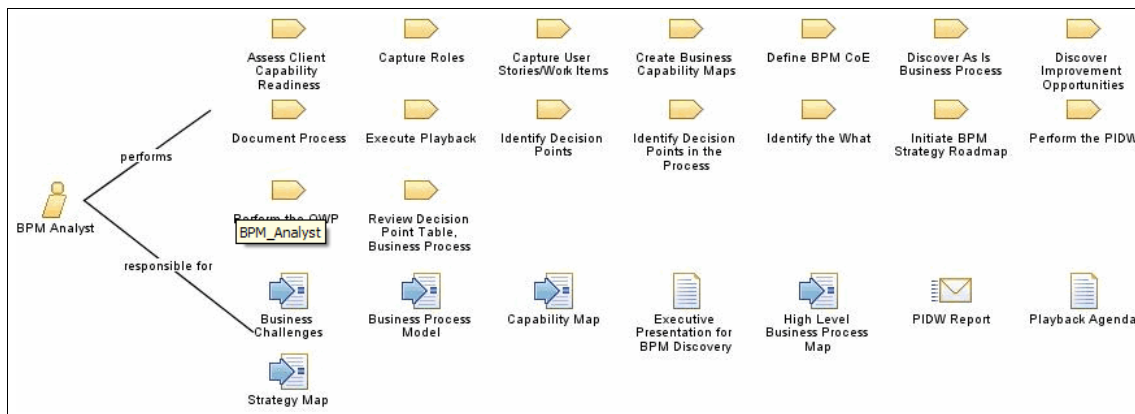 Assess Client
Capability
Readiness
Capture Roles
Capture User
Stories/Work Items
Create Business
Capability Maps
Define BPM CoE
Discover As Is
Business Process
Discover
Improvement
Opportunities
Document Process
Execute Playback
Identify Decision
Points
Identify Decision
Points in the
Process
Identify the What
Initiate BPM
Strategy Roadmap
Perform the PIDW
performs
BPM Analyst
Perform the QWP
BPM_Analyst
Review Decision
Point Table,
Business Process
responsible for
Business
Challenges
Business Process
Model
Capability Map
Executive
Presentation for
BPM Discovery
High Level
Business Process
Map
PIDW Report
Playback Agenda
Strategy Map